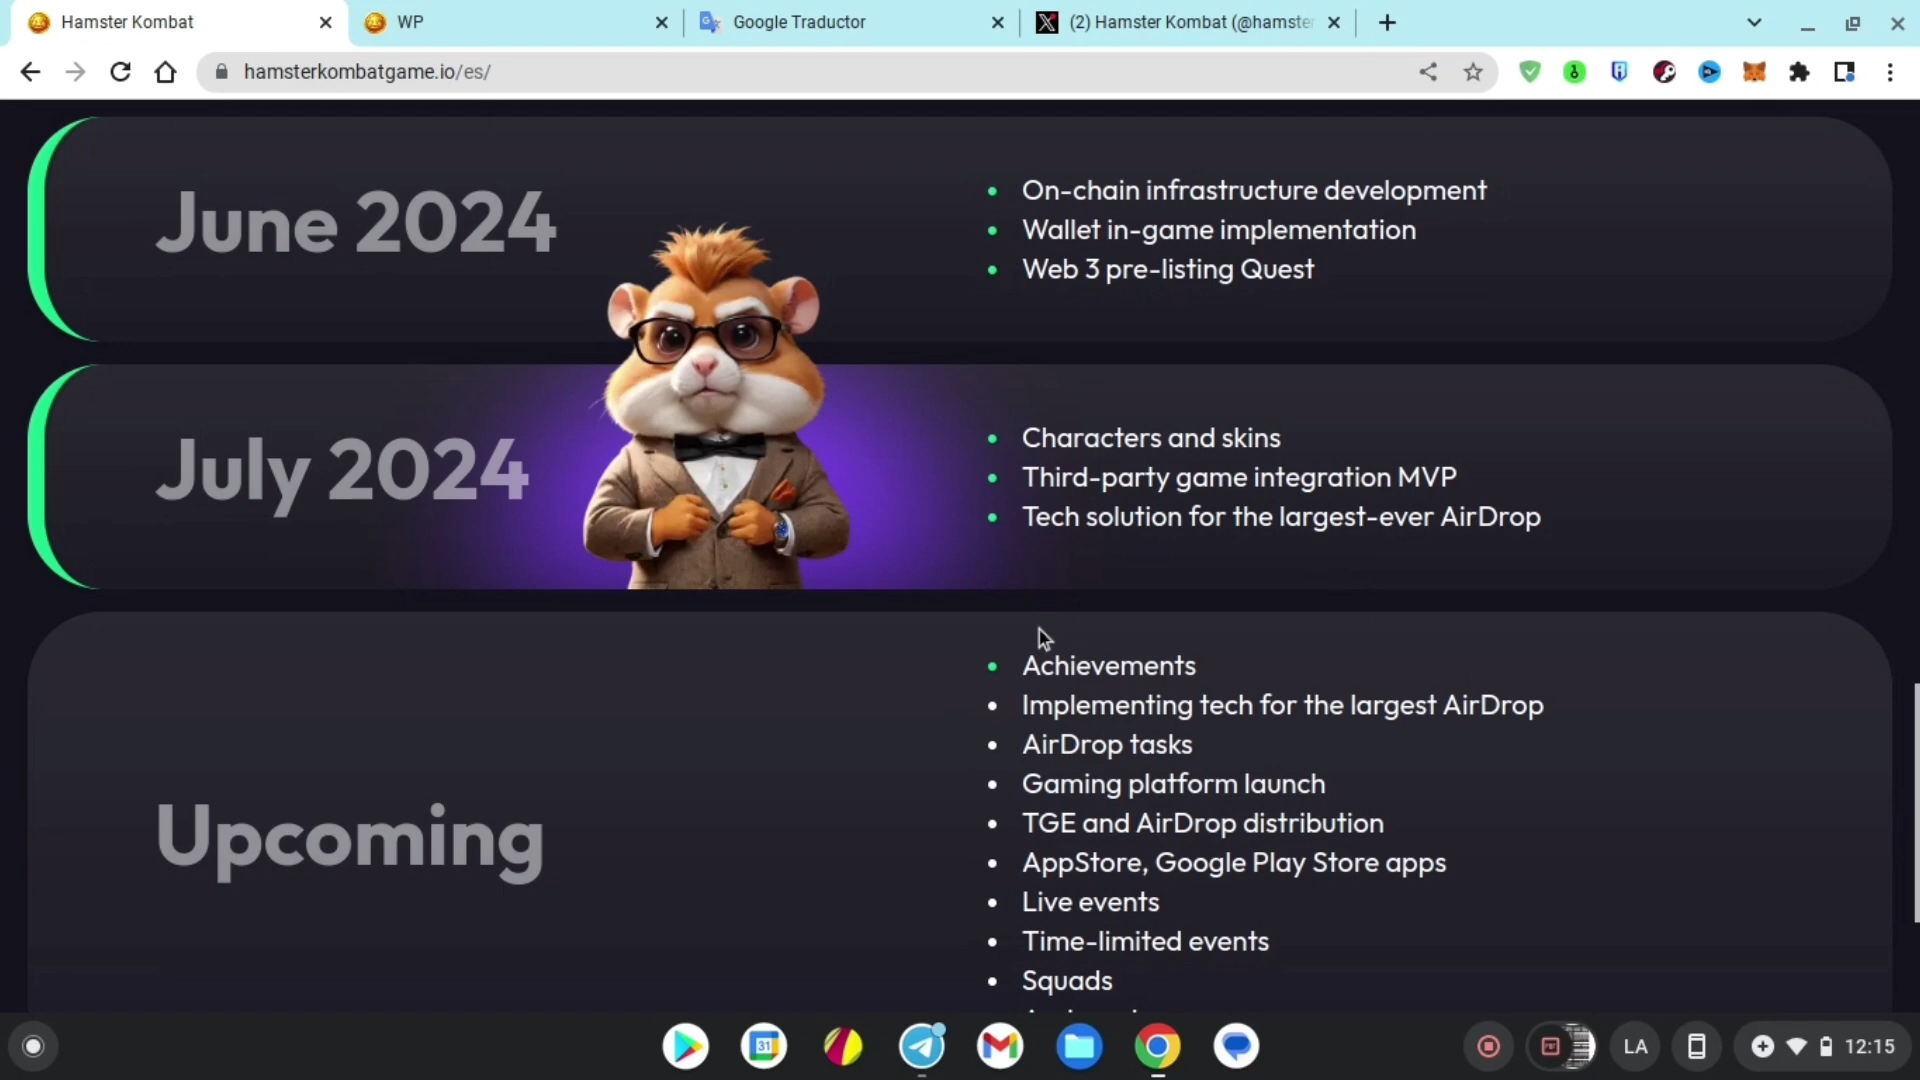 Hamster Kombat
WP
Google Traductor
(2) Hamster Kombat (@hamster
hamsterkombatgame.io/es/
June 2024
On-chain infrastructure development
Wallet in-game implementation
Web 3 pre-listing Quest
July 2024
Characters and skins
Third-party game integration MVP
Tech solution for the largest-ever AirDrop
Upcoming
Achievements
Implementing tech for the largest AirDrop
AirDrop tasks
Gaming platform launch
TGE and AirDrop distribution
AppStore, Google Play Store apps
Live events
Time-limited events
Squads
31
LA
12:15